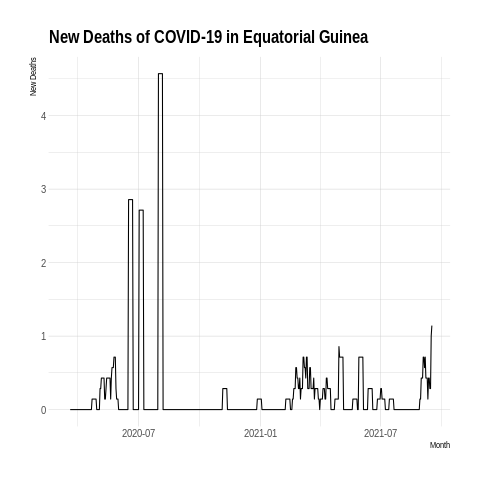 New Deaths of COVID-19 in Equatorial Guinea
New Deaths
4
3
2
1
0
2020-07
2021-01
2021-07
Month